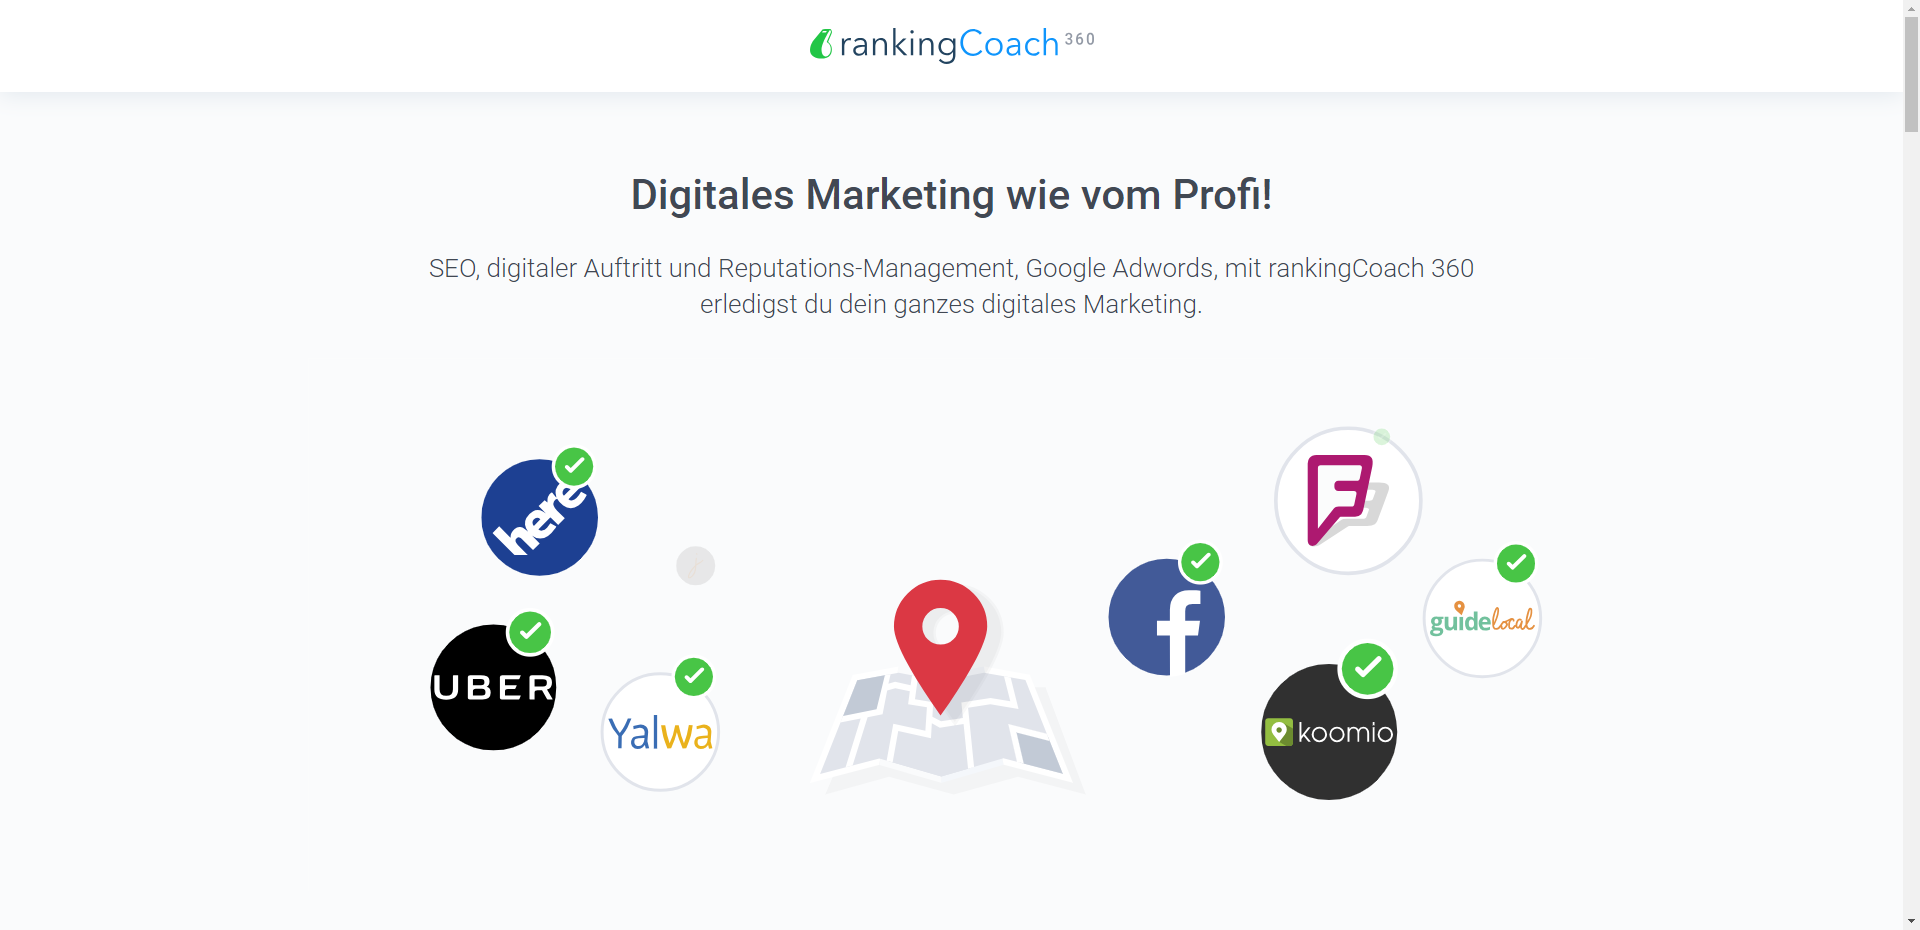 rankingCoach 360
Digitales Marketing wie vom Profi!
SEO, digitaler Auftritt und Reputations-Management, Google Adwords, mit rankingCoach 360
erledigst du dein ganzes digitales Marketing.
here
UBER
Yalwa
f
F
guidelocal
koomio